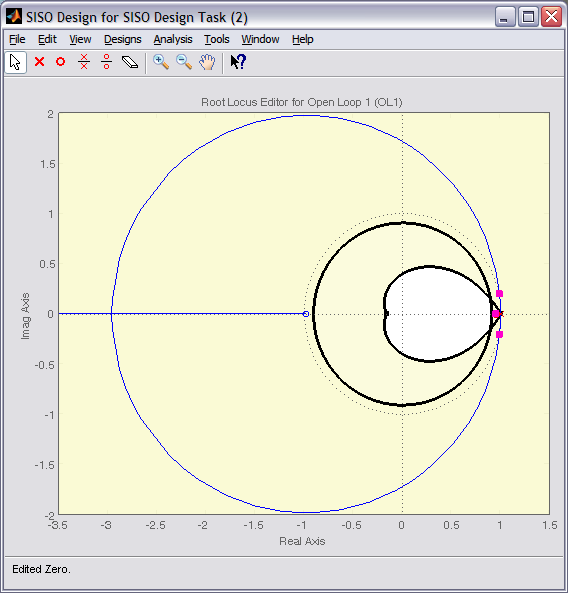 SISO Design for SISO Design Task (2)
File Edit View Designs Analysis Tools Window Help
Root Locus Editor for Open Loop 1 (OL1)
2
1.5
1
0.5
0
-0.5
-1
-1.5
-2
Imag Axis
-3.5 -3 -2.5 -2 -1.5 -1 -0.5 0 0.5 1 1.5
Real Axis
Edited Zero.